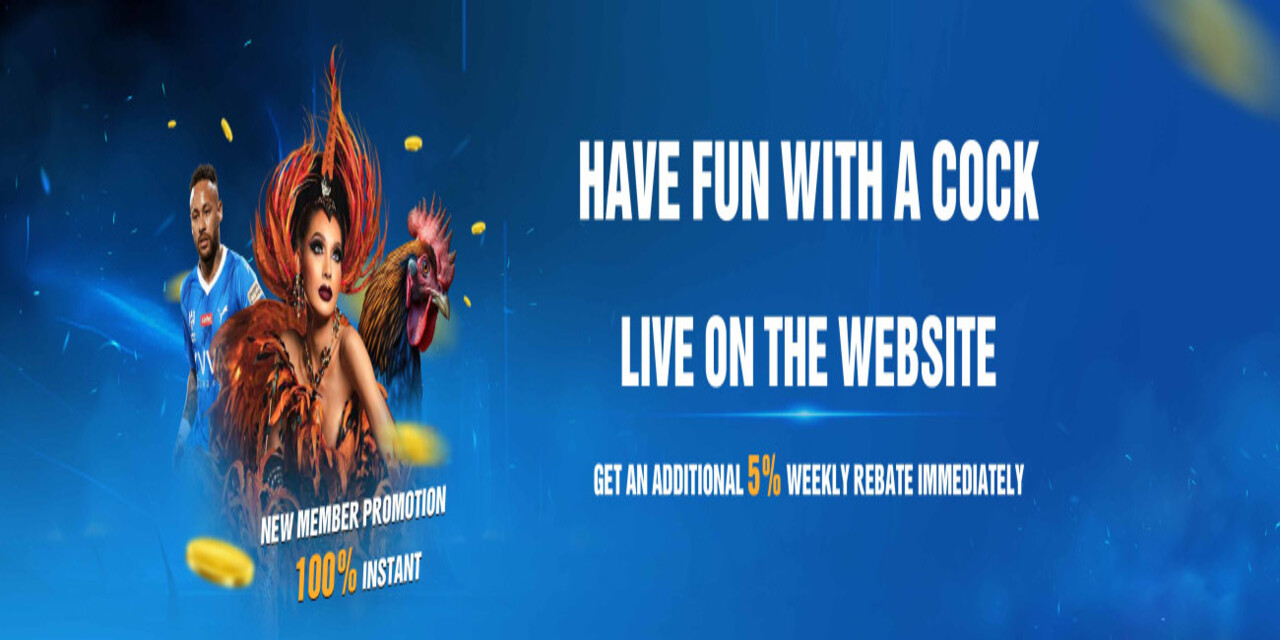 HAVE FUN WITH A COCK
LIVE ON THE WEBSITE
GET AN ADDITIONAL 5% WEEKLY REBATE IMMEDIATELY
NEW MEMBER PROMOTION
100% INSTANT